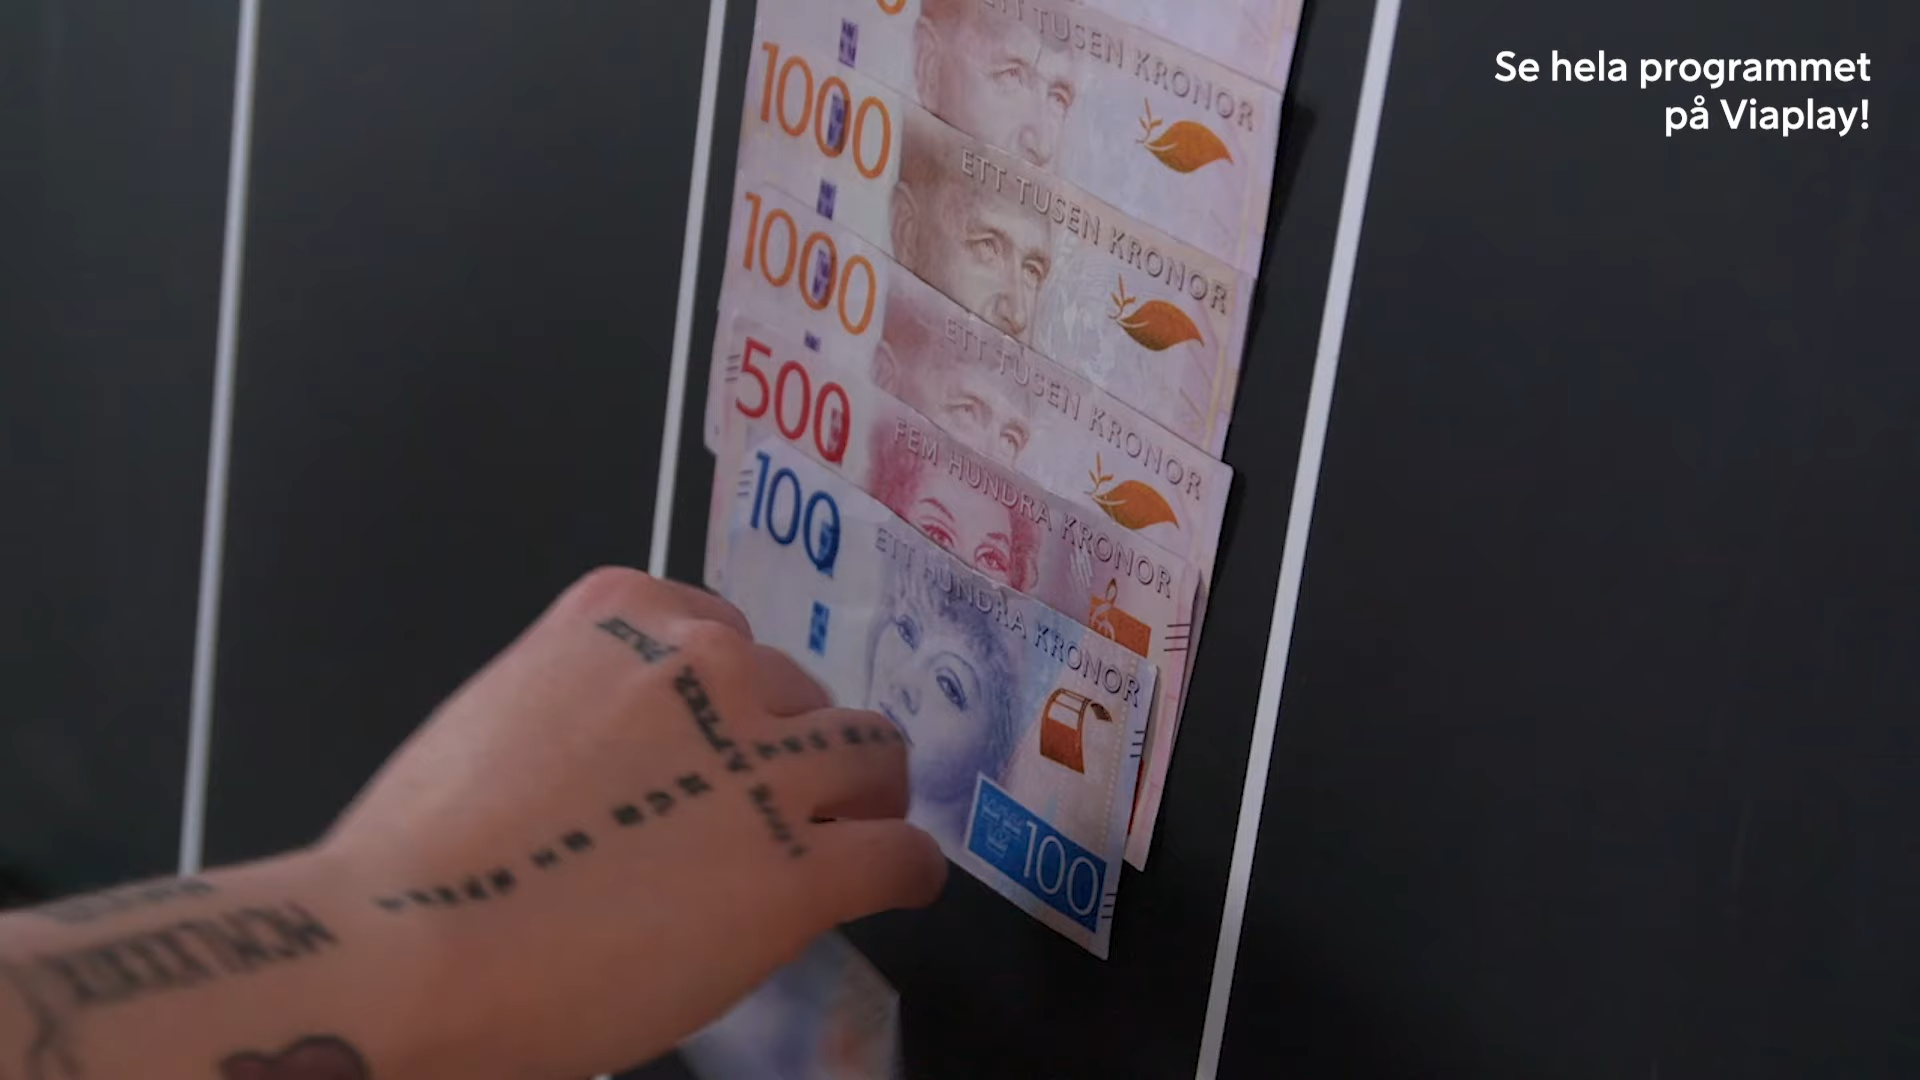 Se hela programmet
på Viaplay!
ETT TUSEN KRONOR
1000
ETT TUSEN KRONOR
1000
ETT TUSEN KRONOR
500
FEM HUNDRA KRONOR
100
ETT HUNDRA KRONOR
100
AFTER